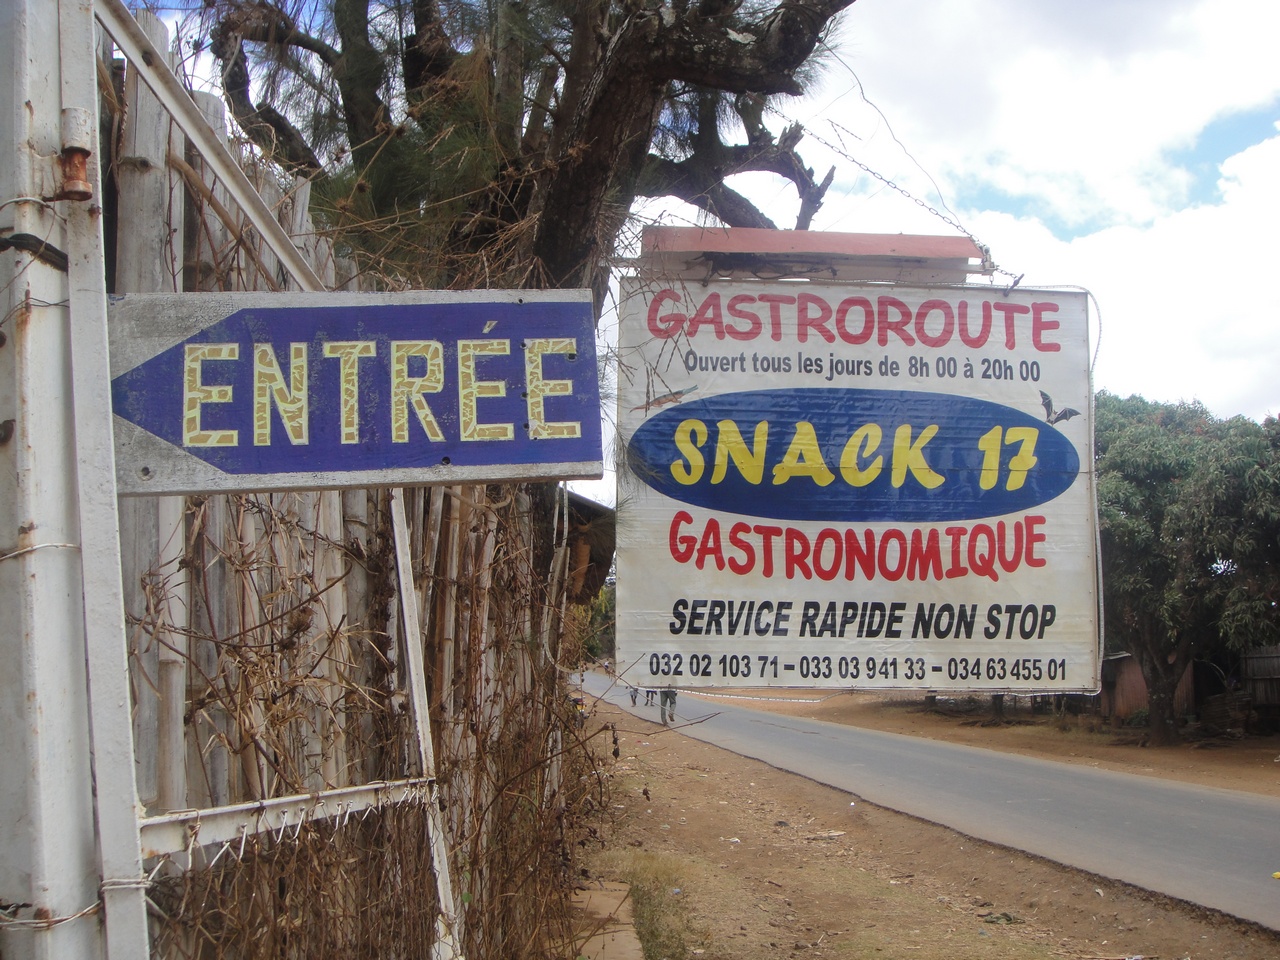 ENTRÉE
GASTROROUTE
Ouvert tous les jours de 8h 00 à 20h 00
SNACK 17
GASTRONOMIQUE
SERVICE RAPIDE NON STOP
032 02 103 71 – 033 03 941 33 – 034 63 455 01